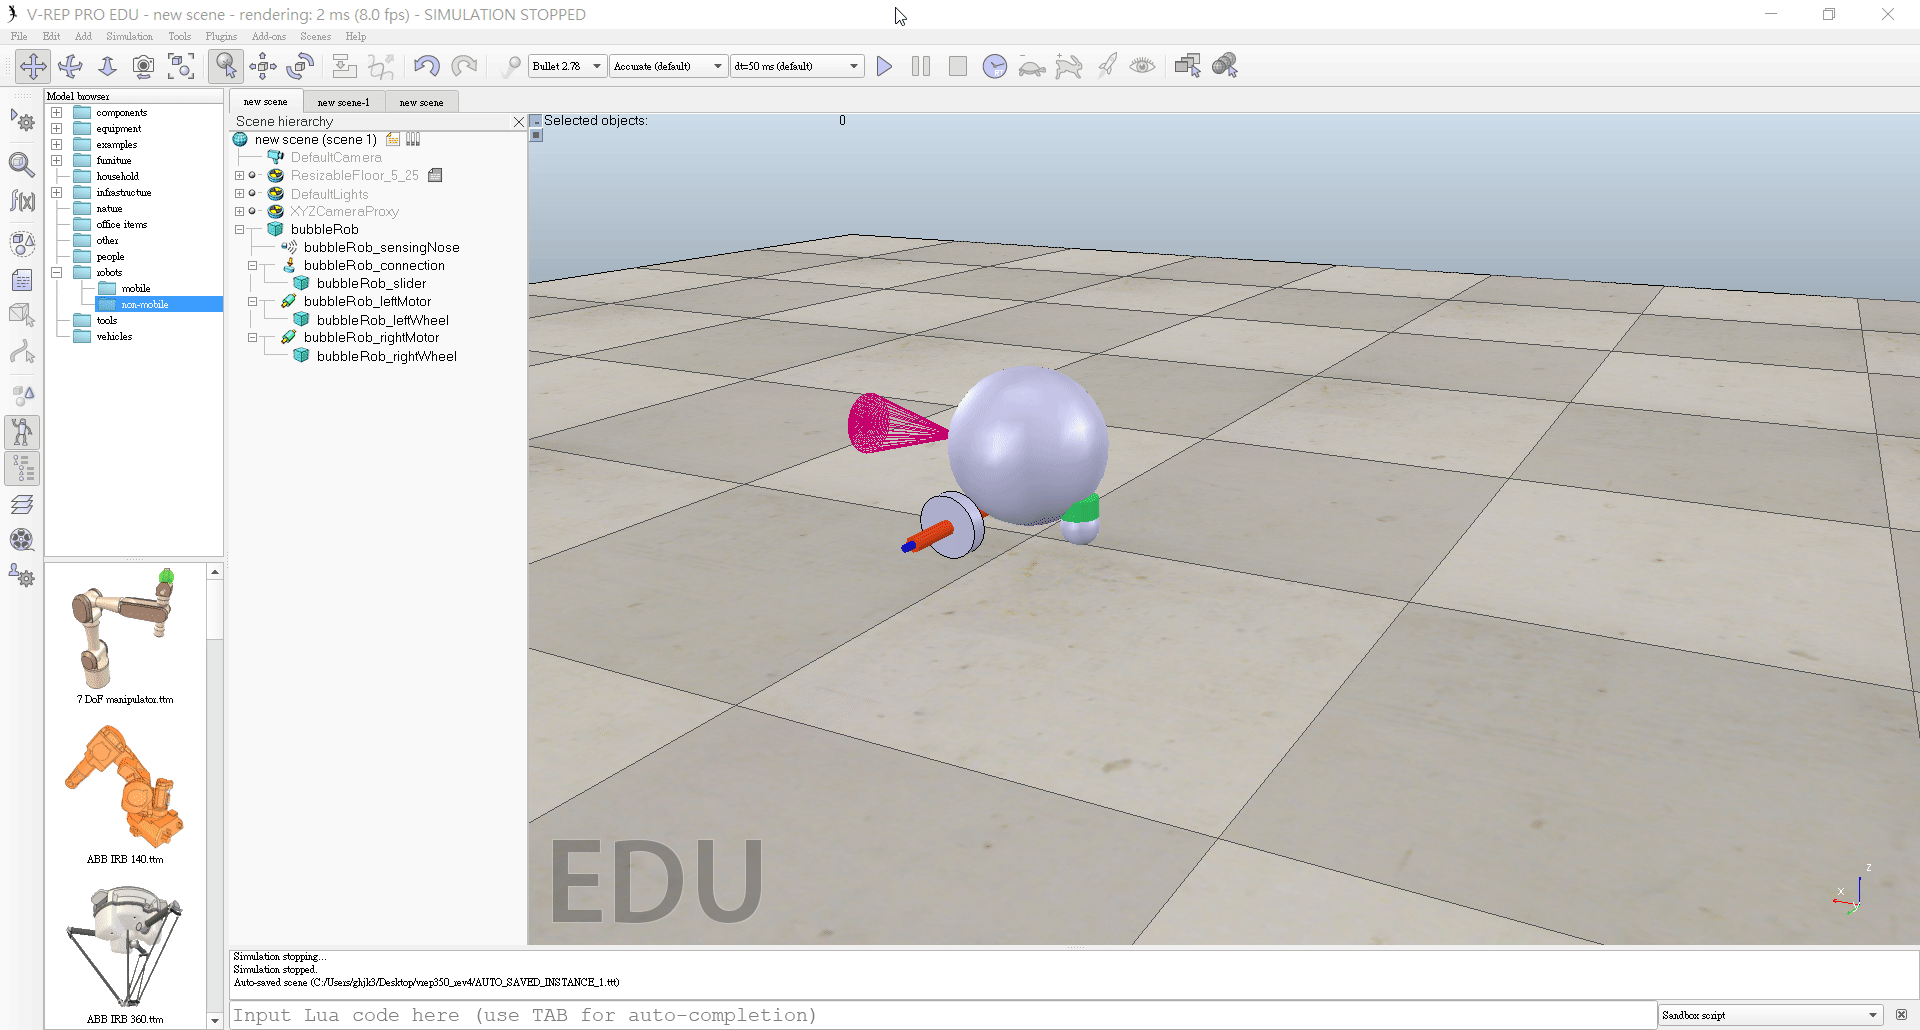 V-REP PRO EDU - new scene - rendering: 2 ms (8.0 fps) - SIMULATION STOPPED
File Edit Add Simulation Tools Plugins Add-ons Scenes Help
Bullet 2.78 Accurate (default) dt=50 ms (default)
Model browser
components
equipment
examples
furniture
household
infrastructure
nature
office items
other
people
robots
mobile
non-mobile
tools
vehicles
7 DoF manipulator.ttm
ABB IRB 140.ttm
ABB IRB 360.ttm
new scene new scene-1 new scene
Scene hierarchy
new scene (scene 1)
DefaultCamera
ResizableFloor_5_25
DefaultLights
XYZCameraProxy
bubbleRob
bubbleRob_sensingNose
bubbleRob_connection
bubbleRob_slider
bubbleRob_leftMotor
bubbleRob_leftWheel
bubbleRob_rightMotor
bubbleRob_rightWheel
Selected objects: 0
EDU
z
x
y
Simulation stopping...
Simulation stopped.
Auto-saved scene (C:/Users/ghjk3/Desktop/vrep350_rev4/AUTO_SAVED_INSTANCE_1.ttt)
Input Lua code here (use TAB for auto-completion)
Sandbox script